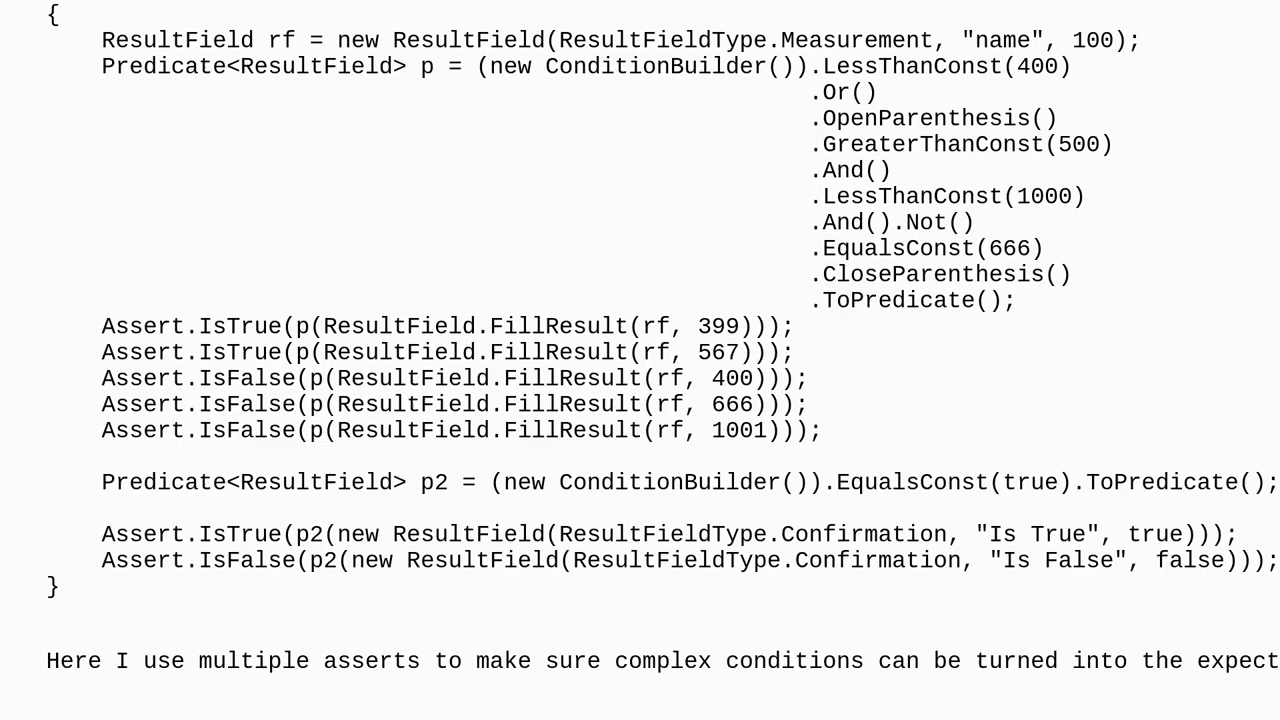 {
ResultField rf = new ResultField(ResultFieldType.Measurement, "name", 100);
Predicate<ResultField> p = (new ConditionBuilder()).LessThanConst(400)
.Or()
.OpenParenthesis()
.GreaterThanConst(500)
.And()
.LessThanConst(1000)
.And().Not()
.EqualsConst(666)
.CloseParenthesis()
.ToPredicate();
Assert.IsTrue(p(ResultField.FillResult(rf, 399)));
Assert.IsTrue(p(ResultField.FillResult(rf, 567)));
Assert.IsFalse(p(ResultField.FillResult(rf, 400)));
Assert.IsFalse(p(ResultField.FillResult(rf, 666)));
Assert.IsFalse(p(ResultField.FillResult(rf, 1001)));
Predicate<ResultField> p2 = (new ConditionBuilder()).EqualsConst(true).ToPredicate();
Assert.IsTrue(p2(new ResultField(ResultFieldType.Confirmation, "Is True", true)));
Assert.IsFalse(p2(new ResultField(ResultFieldType.Confirmation, "Is False", false)));
}
Here I use multiple asserts to make sure complex conditions can be turned into the expect